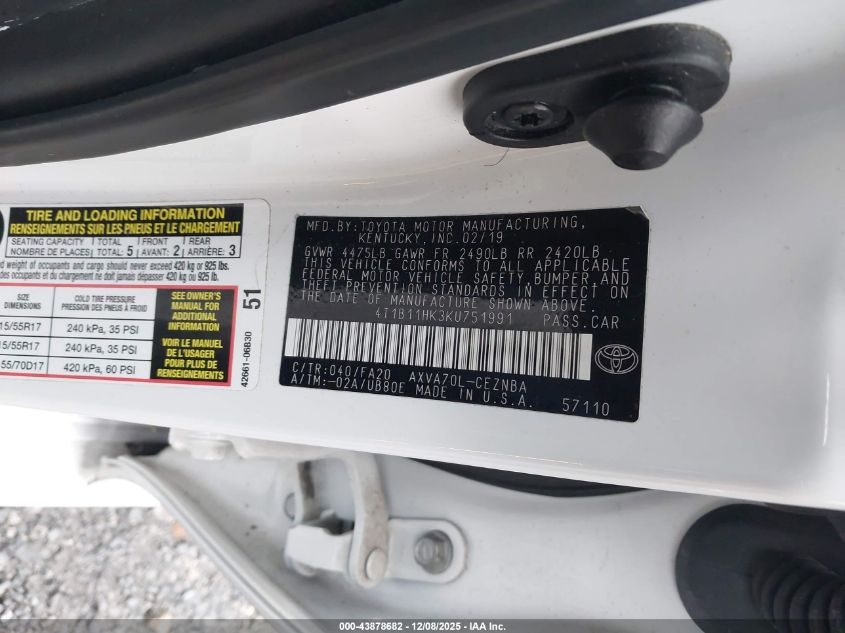 TIRE AND LOADING INFORMATION
RENSEIGNEMENTS SUR LES PNEUS ET LE CHARGEMENT
SEATING CAPACITY TOTAL FRONT REAR
NOMBRE DE PLACES TOTAL 5 AVANT 2 ARRIÈRE 3
weight of occupants and cargo should never exceed 420 kg or 925 lbs.
des occupants et du chargement ne doit jamais dépasser 420 kg ou 925 lb.
SIZE DIMENSIONS
COLD TIRE PRESSURE
PRESSION DES PNEUS À FROID
15/55R17 240 kPa, 35 PSI
15/55R17 240 kPa, 35 PSI
55/70D17 420 kPa, 60 PSI
SEE OWNER'S MANUAL FOR ADDITIONAL INFORMATION
VOIR LE MANUEL DE L'USAGER POUR PLUS DE RENSEIGNEMENTS
51
42661-06B30
MFD.BY:TOYOTA MOTOR MANUFACTURING,
KENTUCKY, INC. 02/19
GVWR 4475LB GAWR FR 2490LB RR 2420LB
THIS VEHICLE CONFORMS TO ALL APPLICABLE
FEDERAL MOTOR VEHICLE SAFETY, BUMPER, AND
THEFT PREVENTION STANDARDS IN EFFECT ON
THE DATE OF MANUFACTURE SHOWN ABOVE.
4T1B11HK3KU751991 PASS.CAR
C/TR:040/FA20 AXVA70L-CEZNBA
A/TM:-02A/UB80E MADE IN U.S.A.
57110
TOYOTA
000-43878682 - 12/08/2025 - IAA Inc.